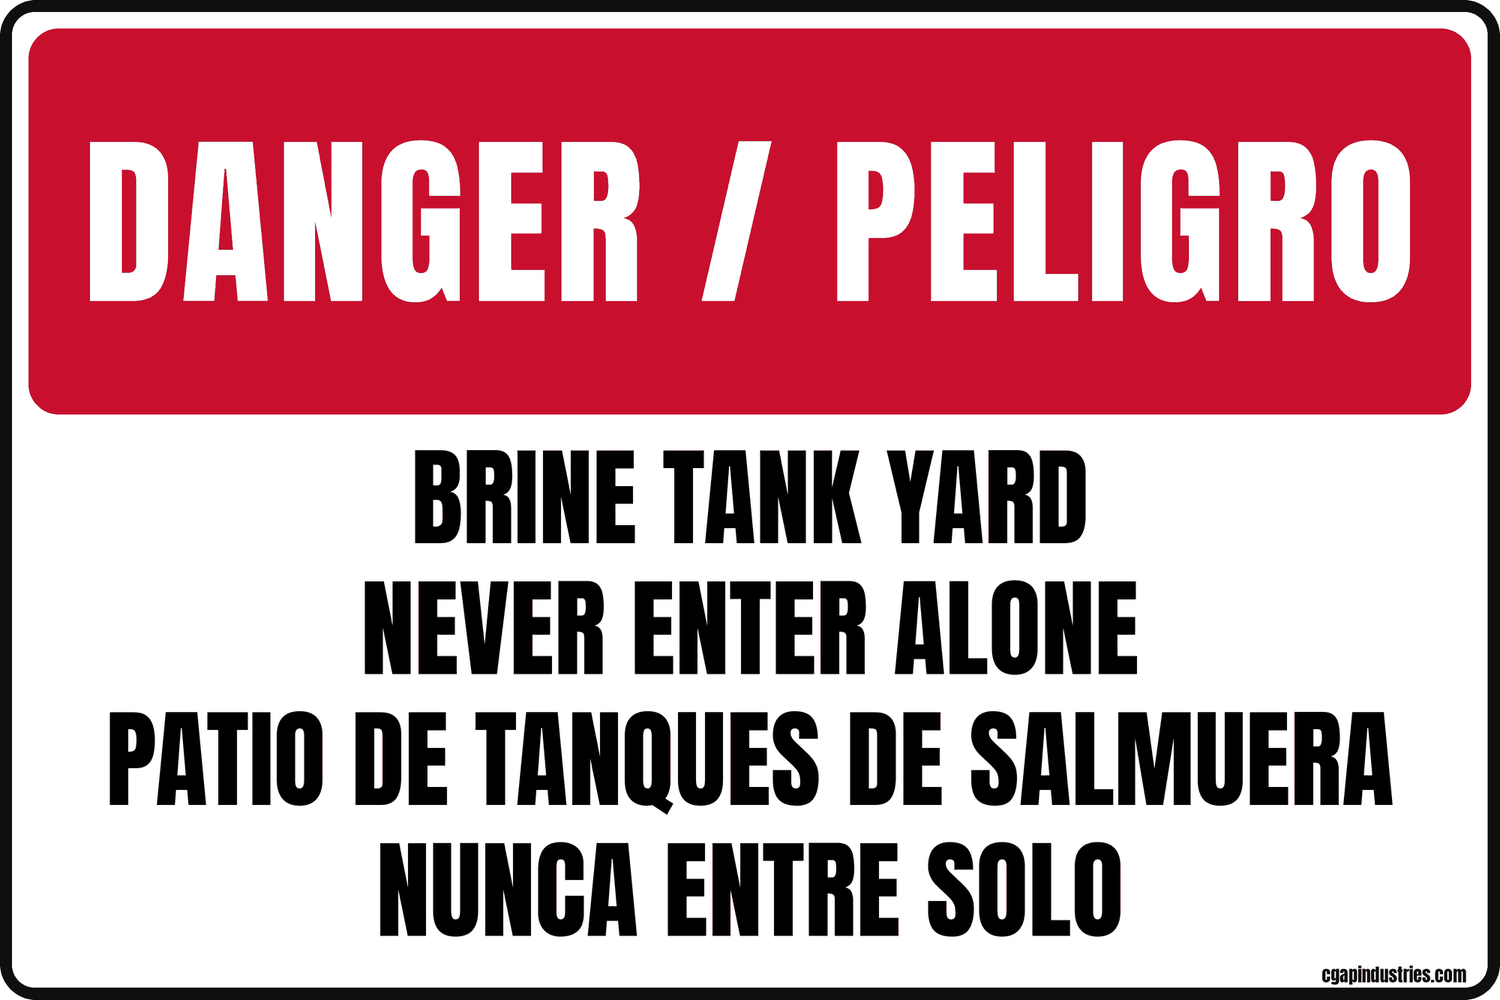 DANGER / PELIGRO
BRINE TANK YARD
NEVER ENTER ALONE
PATIO DE TANQUES DE SALMUERA
NUNCA ENTRE SOLO
cgapindustries.com